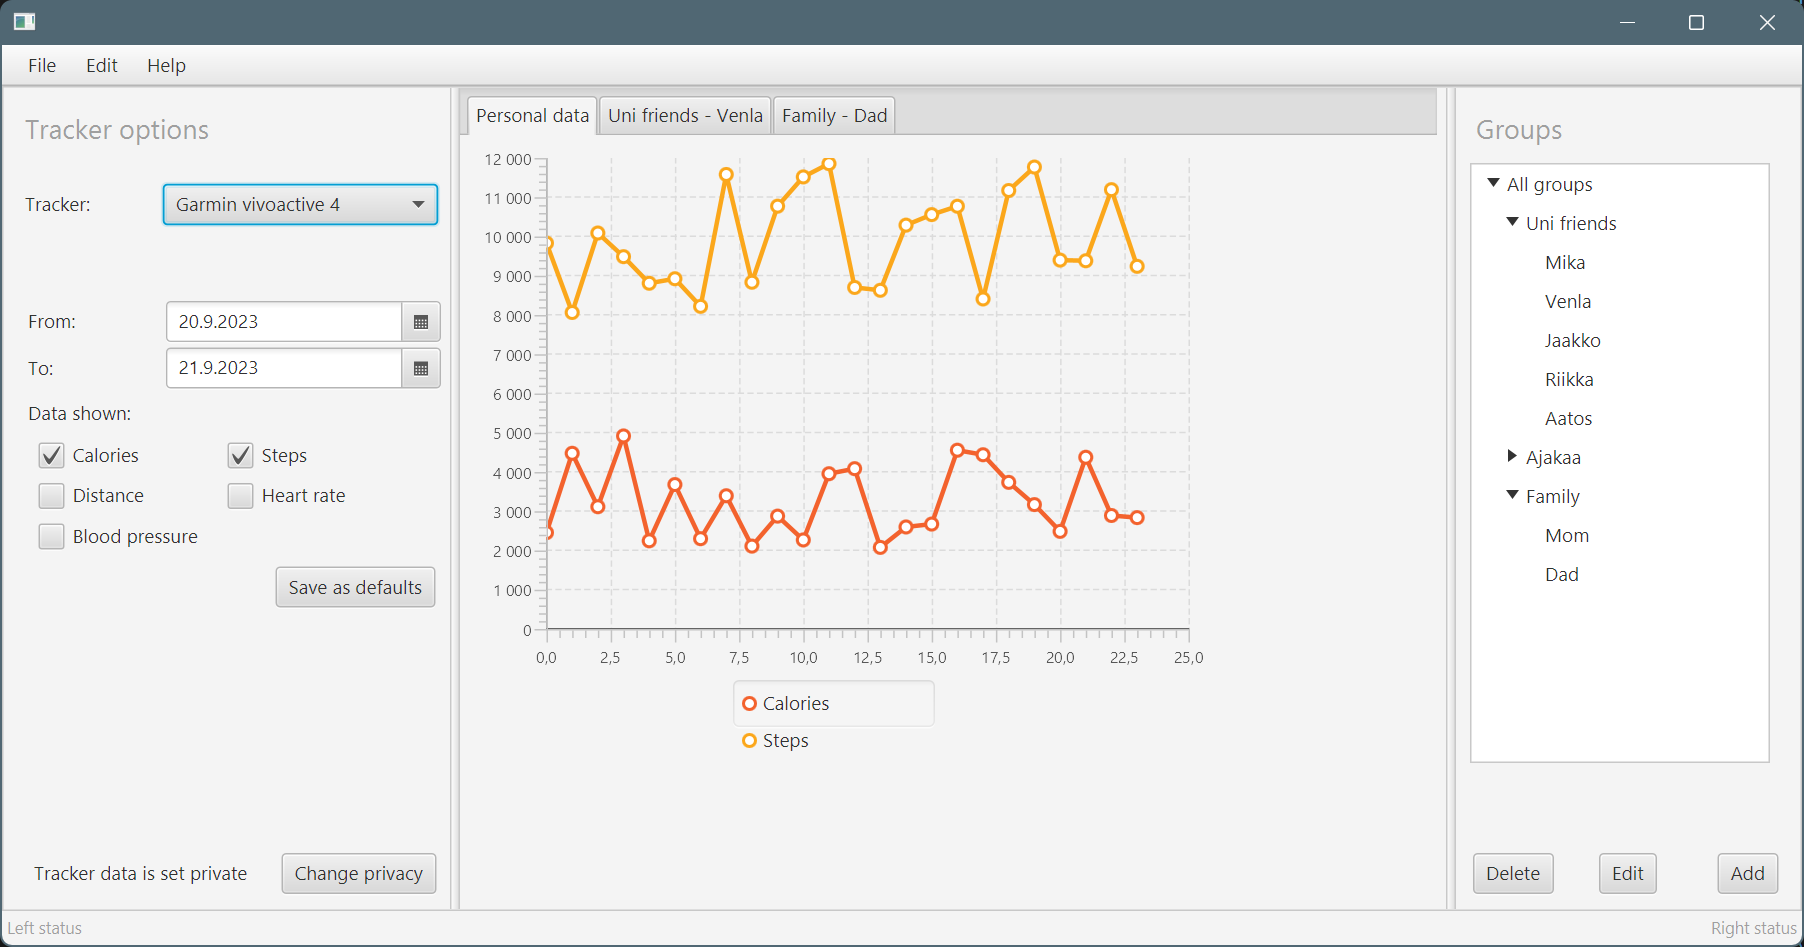 File Edit Help
Tracker options
Tracker: Garmin vivoactive 4
From: 20.9.2023
To: 21.9.2023
Data shown:
Calories Steps
Distance Heart rate
Blood pressure
Save as defaults
Tracker data is set private Change privacy
Personal data Uni friends - Venla Family - Dad
12 000
11 000
10 000
9 000
8 000
7 000
6 000
5 000
4 000
3 000
2 000
1 000
0
0,0 2,5 5,0 7,5 10,0 12,5 15,0 17,5 20,0 22,5 25,0
Calories
Steps
Groups
All groups
Uni friends
Mika
Venla
Jaakko
Riikka
Aatos
Ajakaa
Family
Mom
Dad
Delete Edit Add
Left status Right status